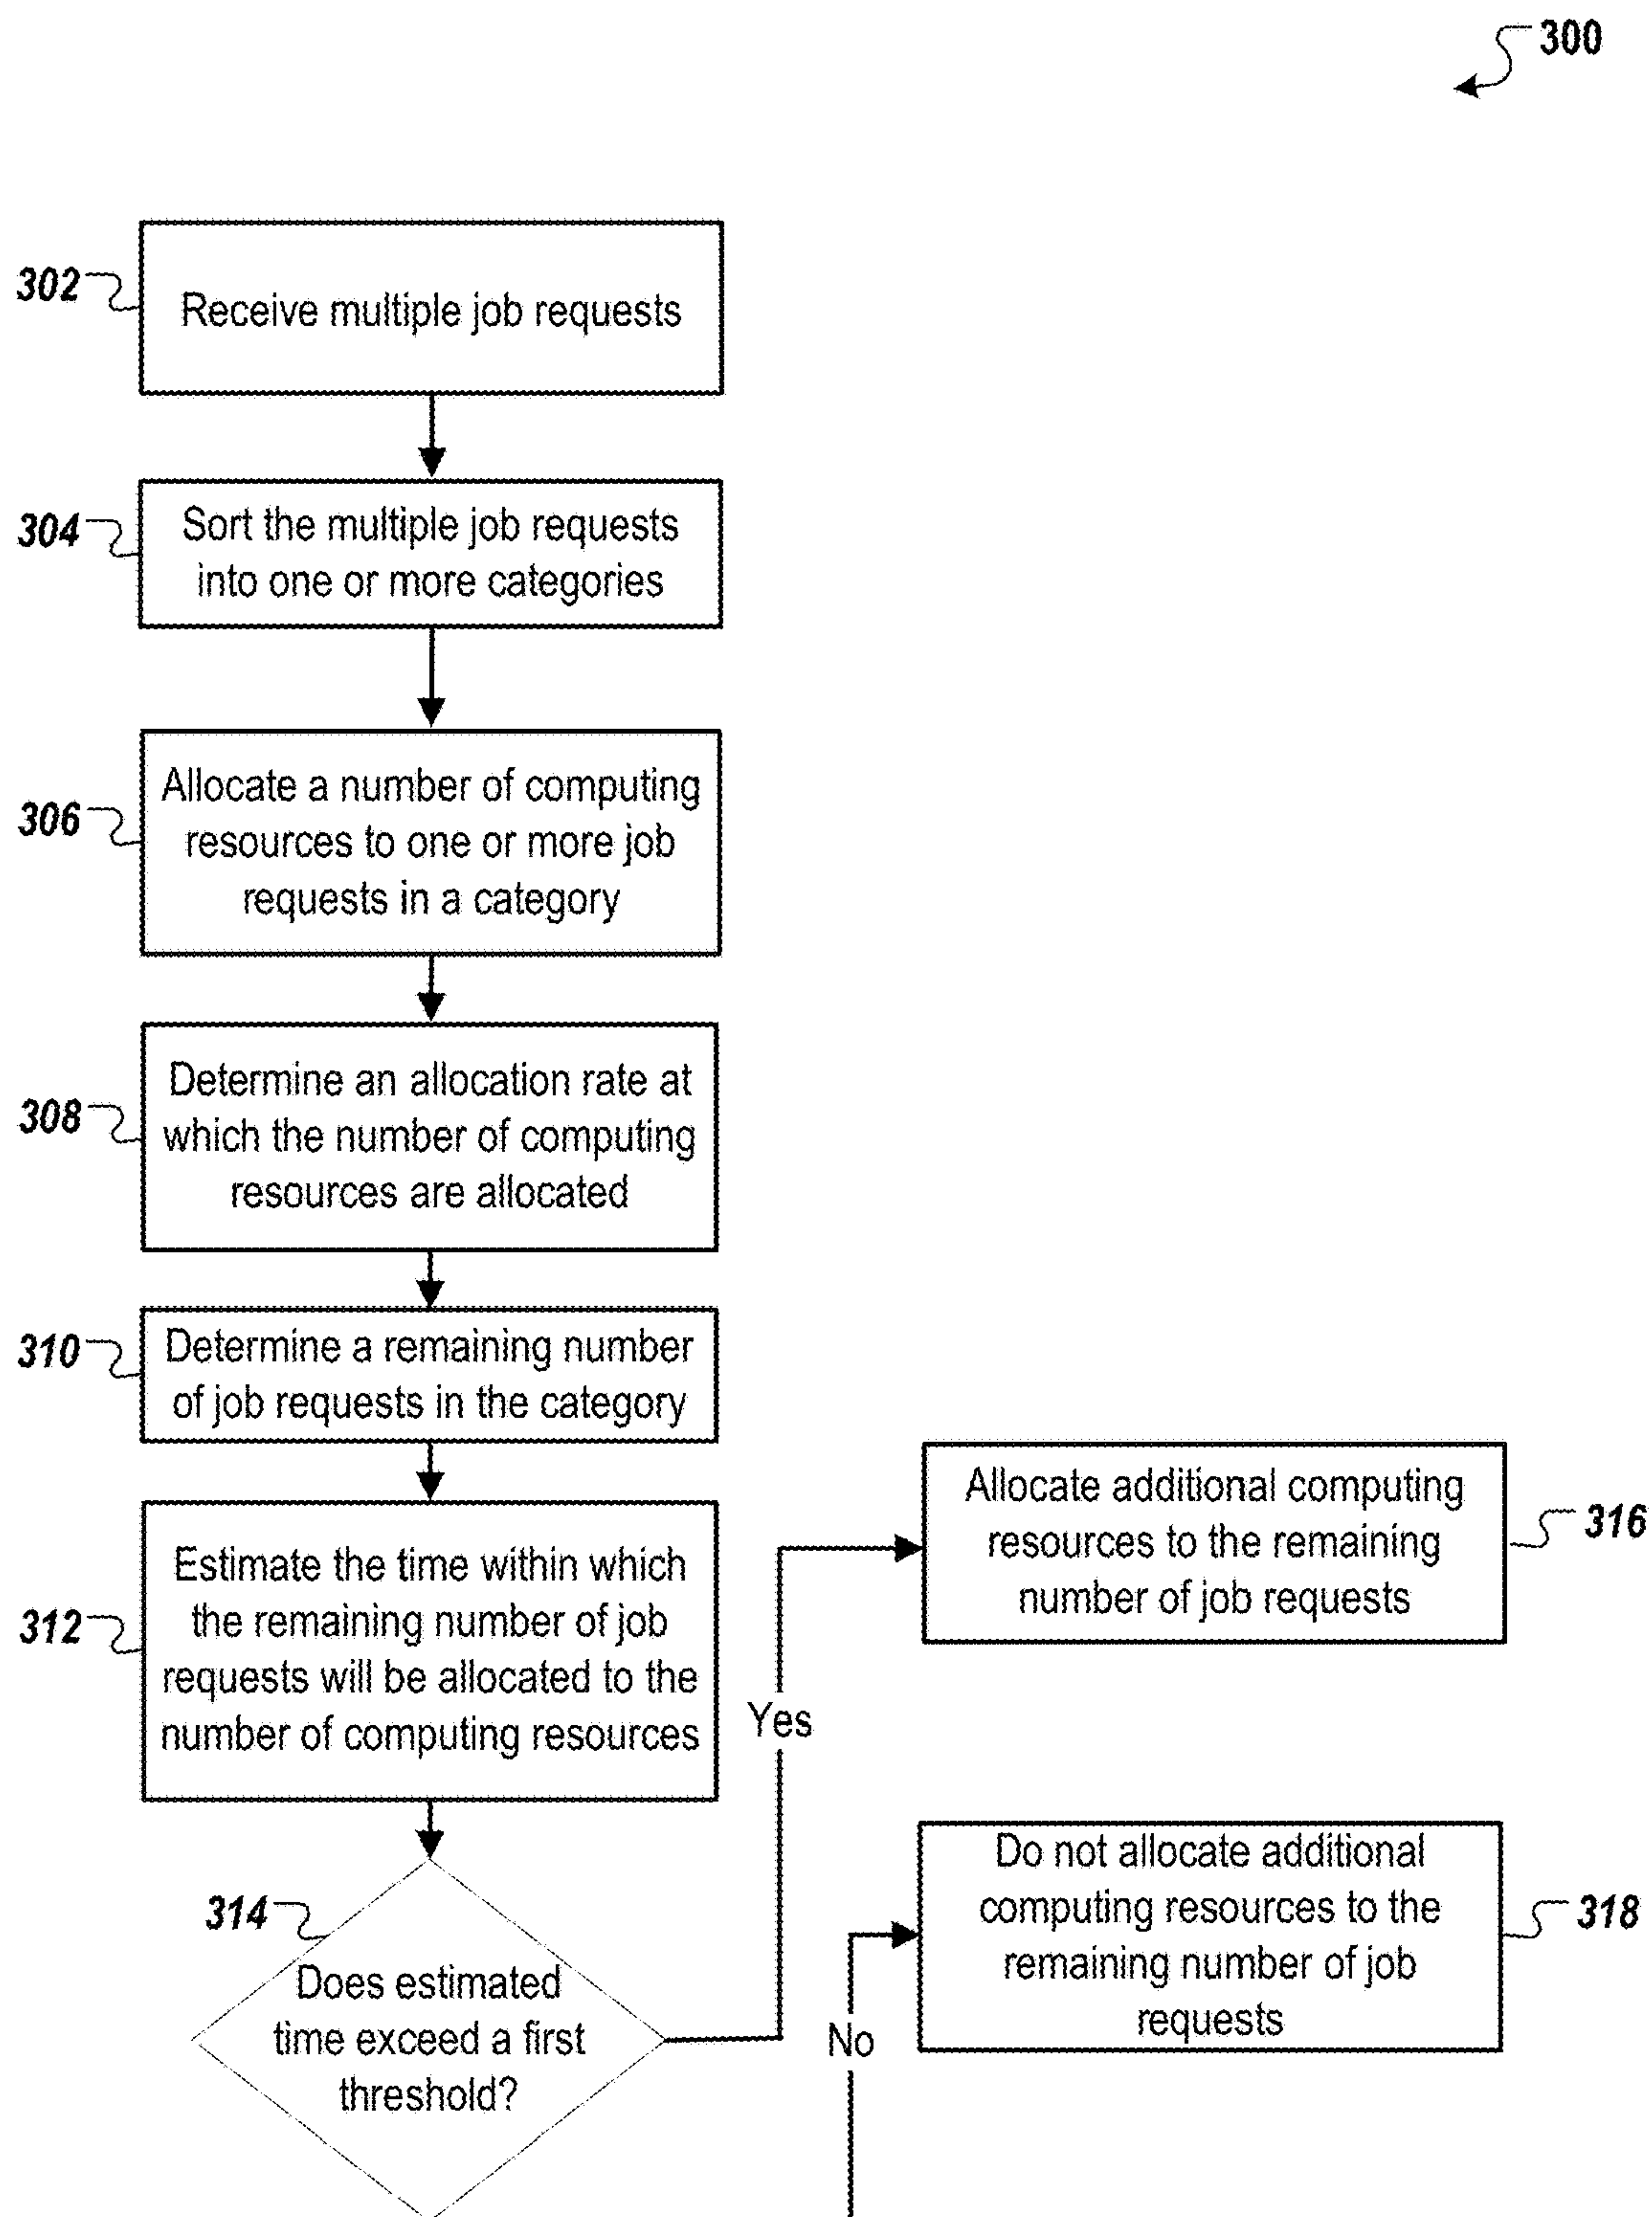 300
302
Receive multiple job requests
304
Sort the multiple job requests
into one or more categories
306
Allocate a number of computing
resources to one or more job
requests in a category
308
Determine an allocation rate at
which the number of computing
resources are allocated
310
Determine a remaining number
of job requests in the category
312
Estimate the time within which
the remaining number of job
requests will be allocated to the
number of computing resources
314
Does estimated
time exceed a first
threshold?
Yes
Allocate additional computing
resources to the remaining
number of job requests
316
No
Do not allocate additional
computing resources to the
remaining number of job
requests
318